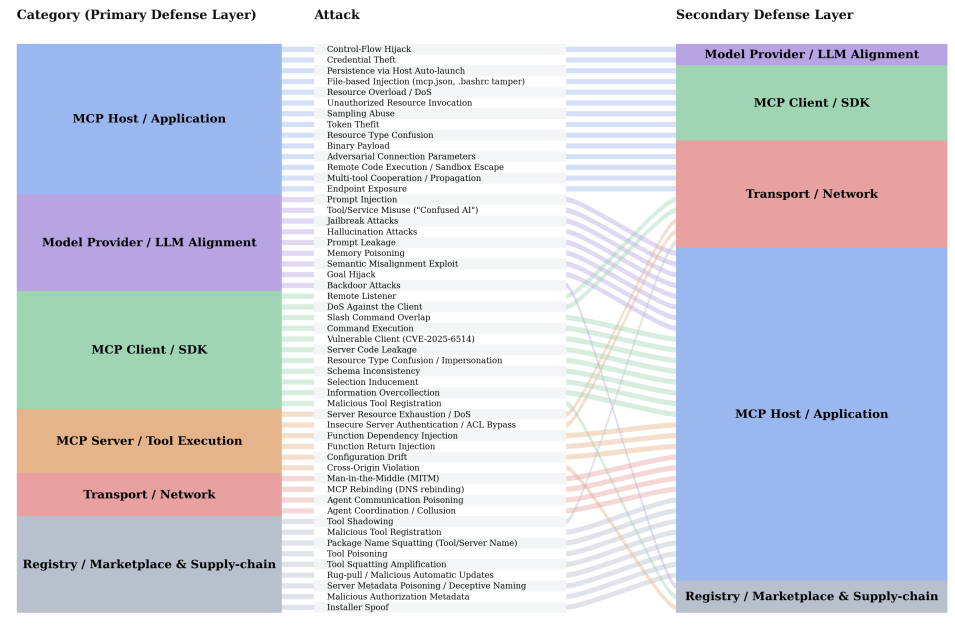 Category (Primary Defense Layer)
Attack
Secondary Defense Layer
MCP Host / Application
Model Provider / LLM Alignment
MCP Client / SDK
MCP Server / Tool Execution
Transport / Network
Registry / Marketplace & Supply-chain
Control-Flow Hijack
Credential Theft
Persistence via Host Auto-launch
File-based Injection (mcp.json, .bashrc tamper)
Resource Overload / DoS
Unauthorized Resource Invocation
Sampling Abuse
Token Thefit
Resource Type Confusion
Binary Payload
Adversarial Connection Parameters
Remote Code Execution / Sandbox Escape
Multi-tool Cooperation / Propagation
Endpoint Exposure
Prompt Injection
Tool/Service Misuse ("Confused AI")
Jailbreak Attacks
Hallucination Attacks
Prompt Leakage
Memory Poisoning
Semantic Misalignment Exploit
Goal Hijack
Backdoor Attacks
Remote Listener
DoS Against the Client
Slash Command Overlap
Command Execution
Vulnerable Client (CVE-2025-6514)
Server Code Leakage
Resource Type Confusion / Impersonation
Schema Inconsistency
Selection Inducement
Information Overcollection
Malicious Tool Registration
Server Resource Exhaustion / DoS
Insecure Server Authentication / ACL Bypass
Function Dependency Injection
Function Return Injection
Configuration Drift
Cross-Origin Violation
Man-in-the-Middle (MITM)
MCP Rebinding (DNS rebinding)
Agent Communication Poisoning
Agent Coordination / Collusion
Tool Shadowing
Malicious Tool Registration
Package Name Squatting (Tool/Server Name)
Tool Poisoning
Tool Squatting Amplification
Rug-pull / Malicious Automatic Updates
Server Metadata Poisoning / Deceptive Naming
Malicious Authorization Metadata
Installer Spoof
Model Provider / LLM Alignment
MCP Client / SDK
Transport / Network
MCP Host / Application
Registry / Marketplace & Supply-chain